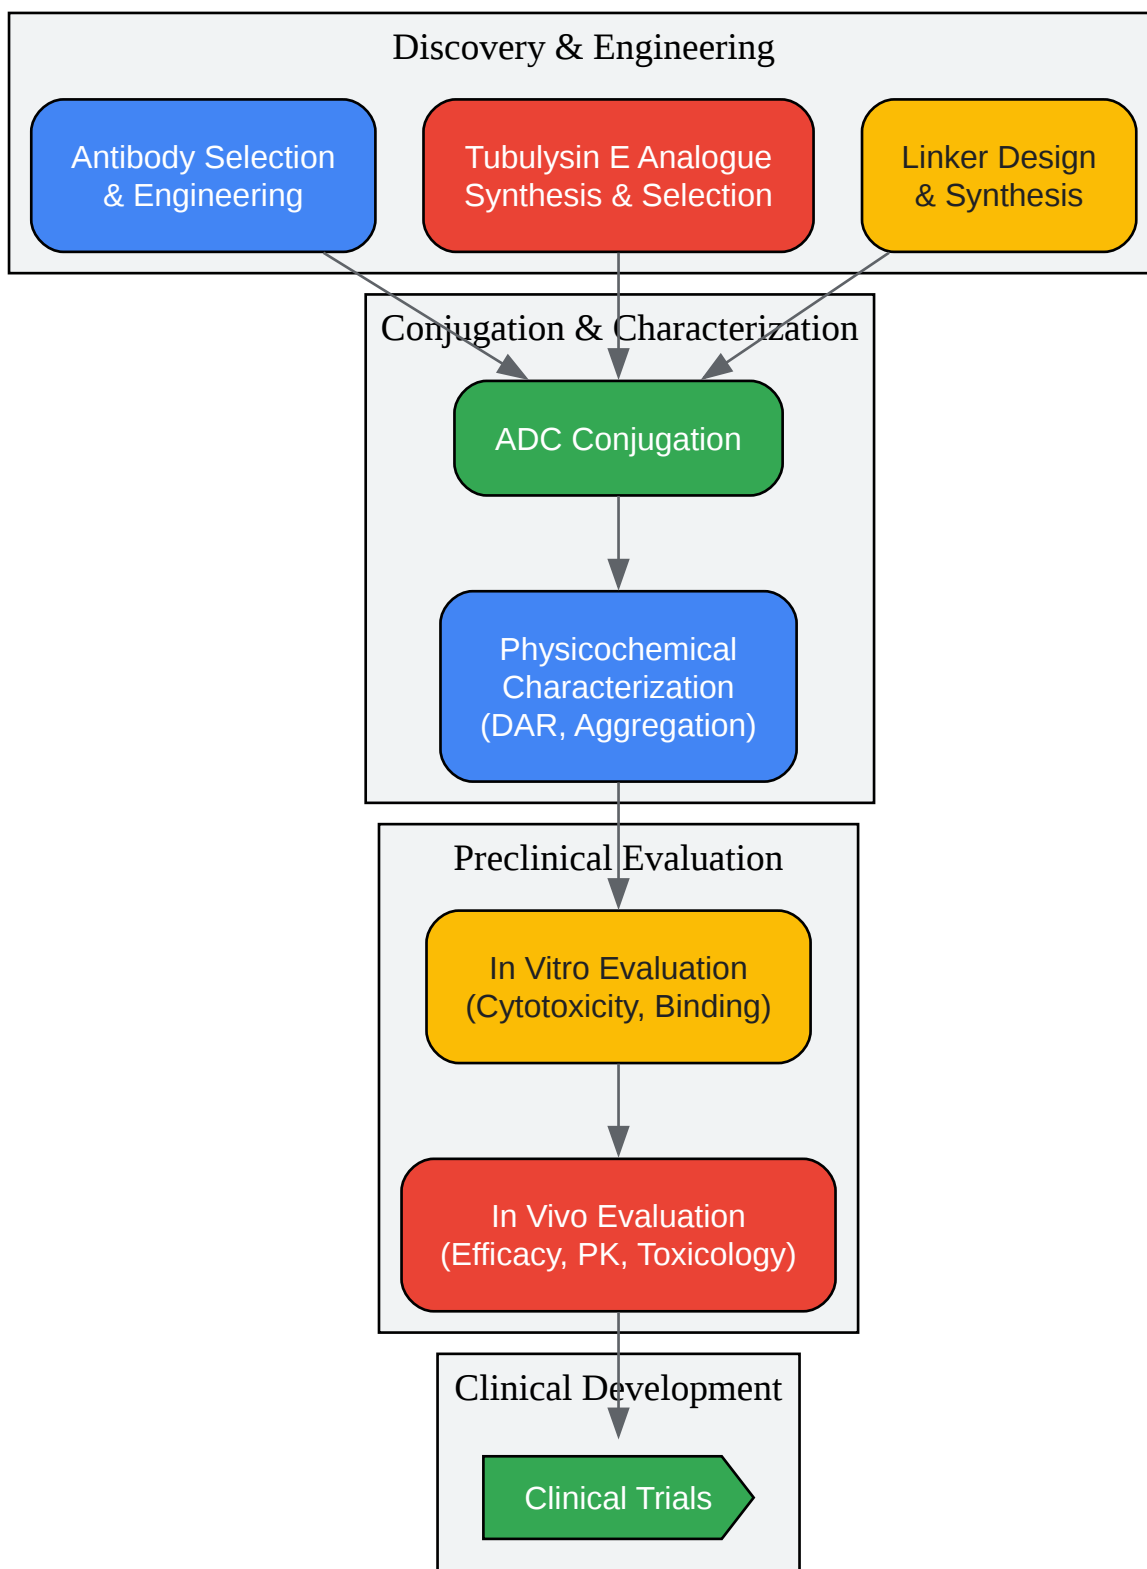 Discovery & Engineering
Antibody Selection
& Engineering
Tubulysin E Analogue
Synthesis & Selection
Linker Design
& Synthesis
Conjugation & Characterization
ADC Conjugation
Physicochemical
Characterization
(DAR, Aggregation)
Preclinical Evaluation
In Vitro Evaluation
(Cytotoxicity, Binding)
In Vivo Evaluation
(Efficacy, PK, Toxicology)
Clinical Development
Clinical Trials